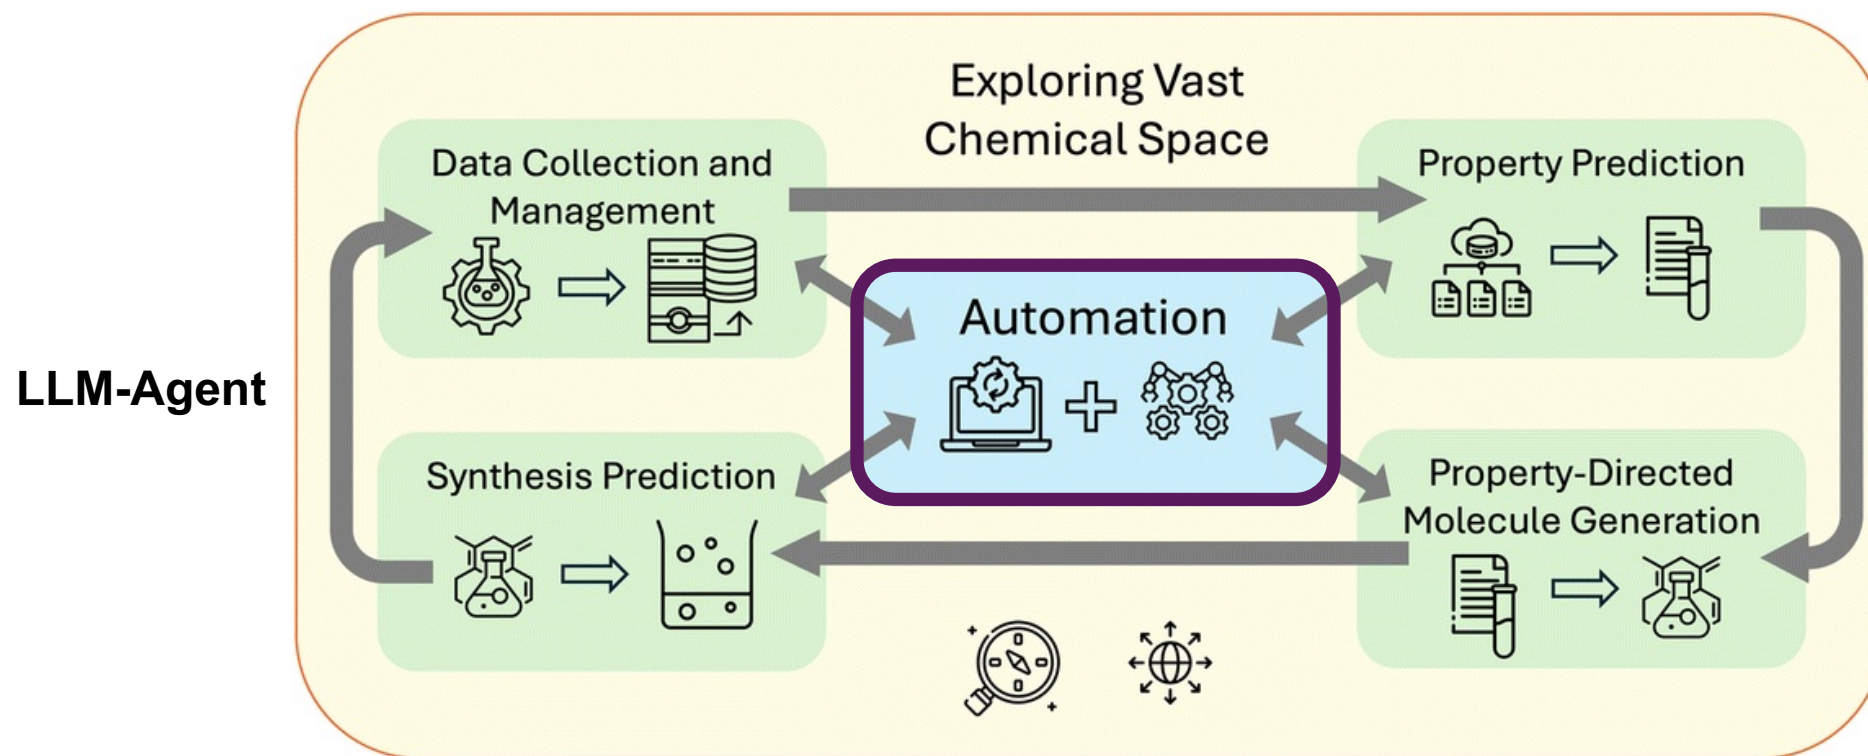 Exploring Vast
Chemical Space
Data Collection and
Management
Property Prediction
Automation
LLM-Agent
Synthesis Prediction
Property-Directed
Molecule Generation